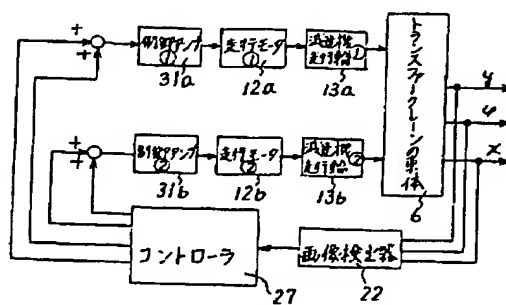 +
+
制御アンプ
①
31a
走行モータ
①
12a
減速機
走行輪 ①
13a
トランスファークレーンの車体
6
y
φ
x
+
+
制御アンプ
②
31b
走行モータ
②
12b
減速機
走行輪 ②
13b
コントローラ
27
画像検出器
22